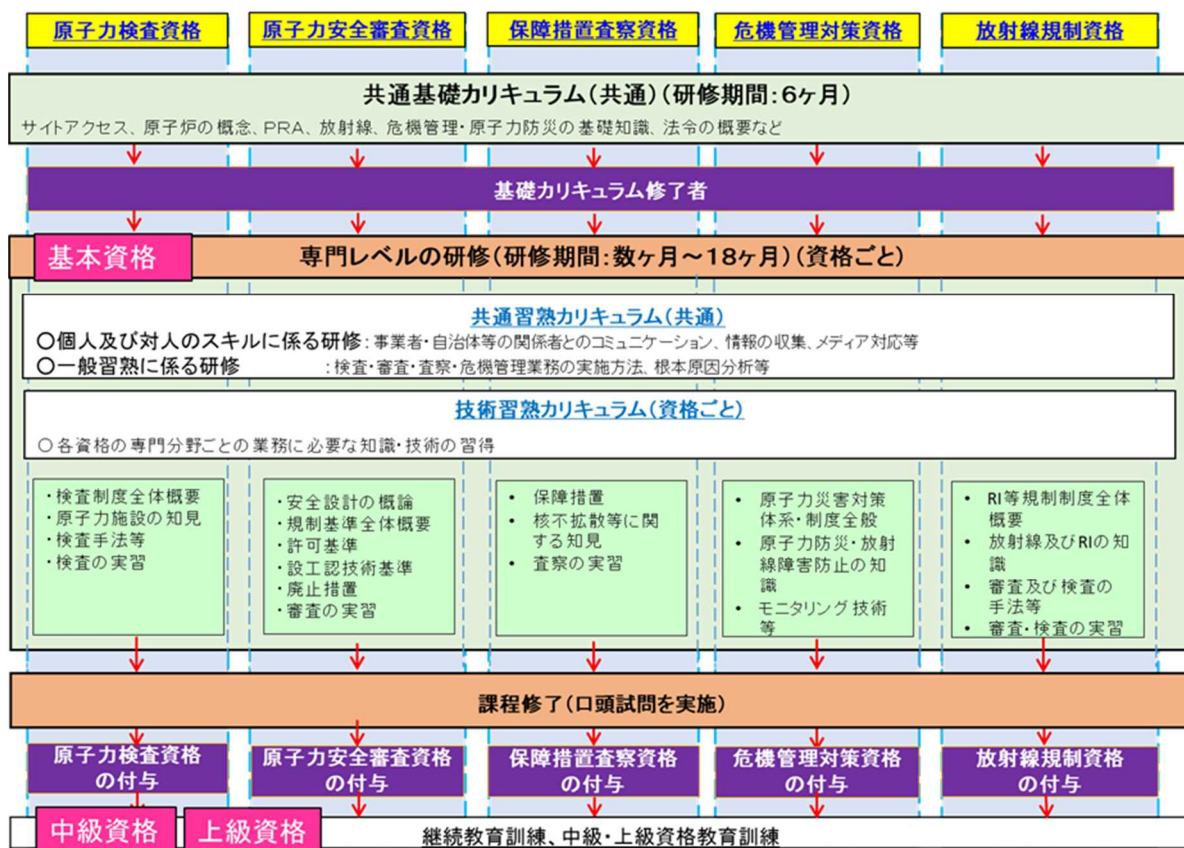 原子力検査資格
原子力安全審査資格
保障措置査察資格
危機管理対策資格
放射線規制資格
共通基礎カリキュラム(共通)(研修期間:6ヶ月)
サイトアクセス、原子炉の概念、PRA、放射線、危機管理・原子力防災の基礎知識、法令の概要など
基礎カリキュラム修了者
基本資格
専門レベルの研修(研修期間:数ヶ月～18ヶ月)(資格ごと)
共通習熟カリキュラム(共通)
○個人及び対人のスキルに係る研修:事業者・自治体等の関係者とのコミュニケーション、情報の収集、メディア対応等
○一般習熟に係る研修 :検査・審査・査察・危機管理業務の実施方法、根本原因分析等
技術習熟カリキュラム(資格ごと)
○各資格の専門分野ごとの業務に必要な知識・技術の習得
・検査制度全体概要
・原子力施設の知見
・検査手法等
・検査の実習
・安全設計の概論
・規制基準全体概要
・許可基準
・設工認技術基準
・廃止措置
・審査の実習
• 保障措置
• 核不拡散等に関
する知見
• 査察の実習
• 原子力災害対策
体系・制度全般
• 原子力防災・放射
線障害防止の知
識
• モニタリング技術
等
• RI等規制制度全体
概要
• 放射線及びRIの知
識
• 審査及び検査の
手法等
• 審査・検査の実習
課程修了(口頭試問を実施)
原子力検査資格
の付与
原子力安全審査資格
の付与
保障措置査察資格
の付与
危機管理対策資格
の付与
放射線規制資格
の付与
中級資格
上級資格
継続教育訓練、中級・上級資格教育訓練